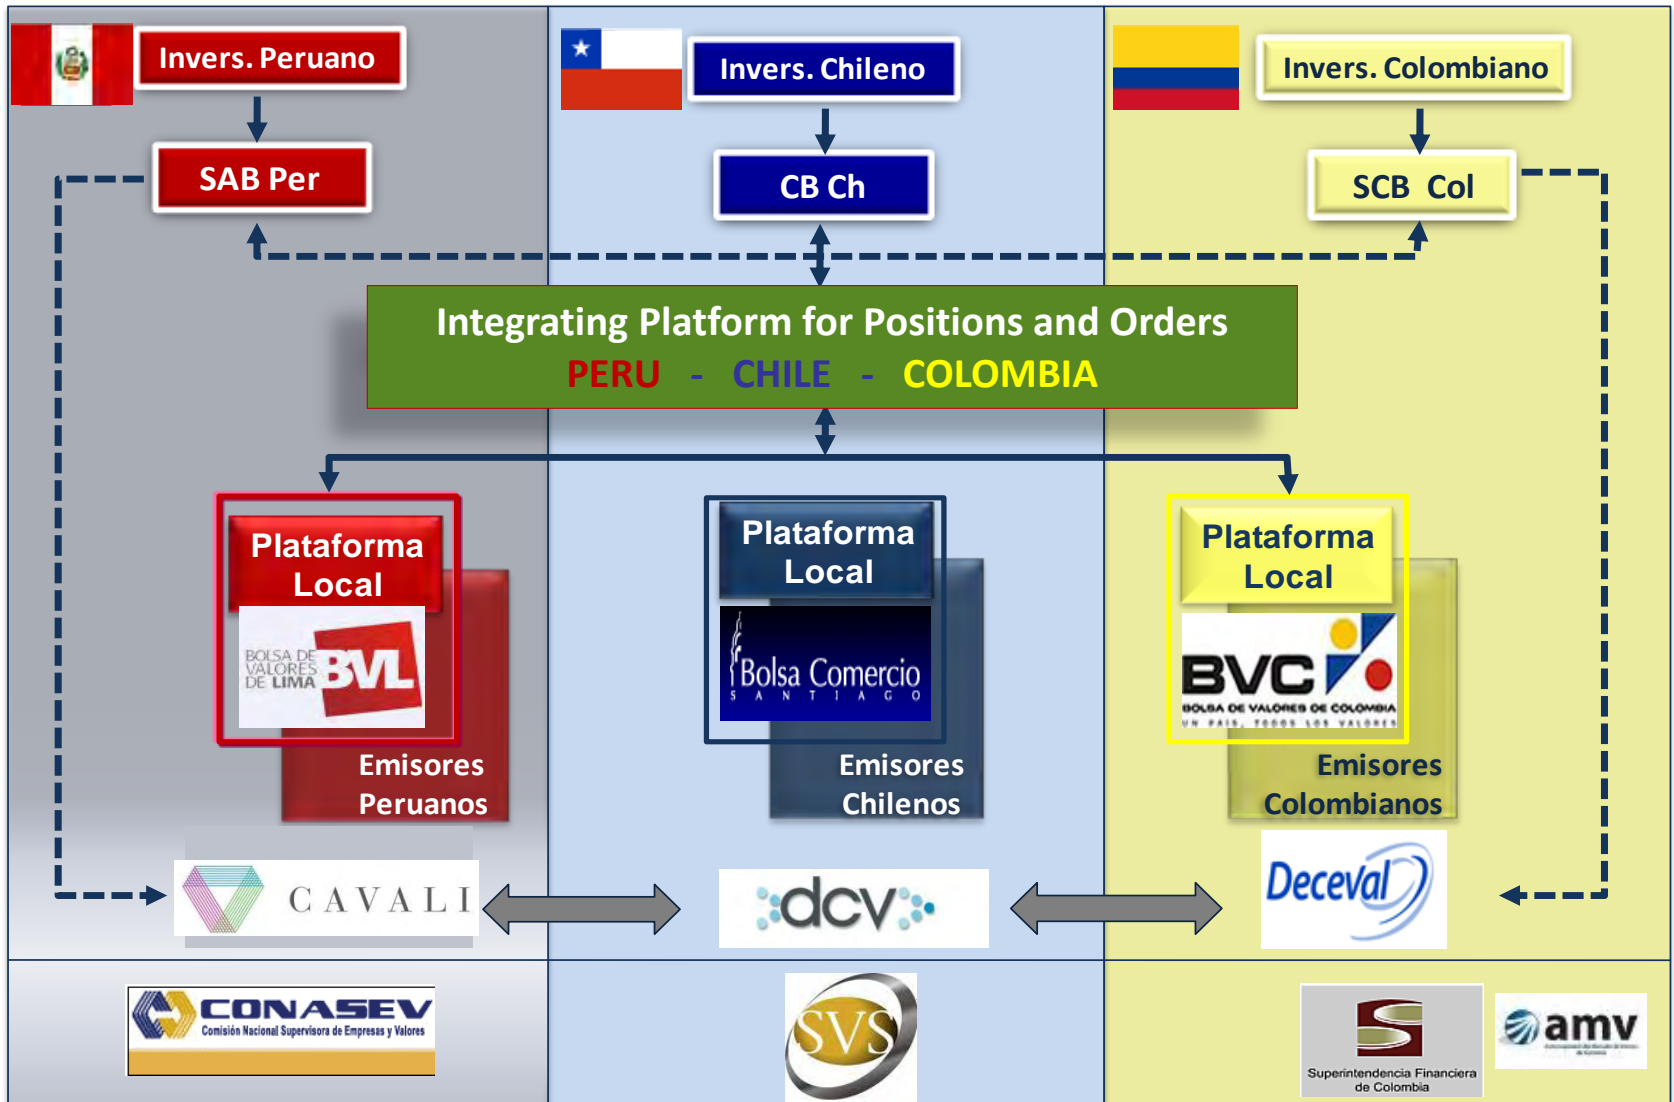 Invers. Peruano
Invers. Chileno
Invers. Colombiano
SAB Per
CB Ch
SCB Col
Integrating Platform for Positions and Orders
PERU - CHILE - COLOMBIA
Plataforma
Local
BOLSA DE
VALORES
DE LIMA
BVL
Emisores
Peruanos
Plataforma
Local
Bolsa Comercio
SANTIAGO
Emisores
Chilenos
Plataforma
Local
BVC
BOLSA DE VALORES DE COLOMBIA
UN PAIS, TODOS LOS VALORES
Emisores
Colombianos
CAVALI
dcv
Deceval
CONASEV
Comisión Nacional Supervisora de Empresas y Valores
SVS
Superintendencia Financiera
de Colombia
amv